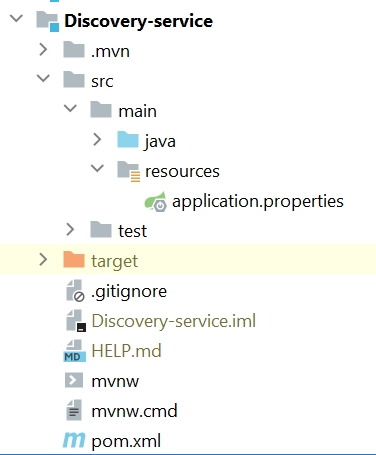 Discovery-service
.mvn
src
main
java
resources
application.properties
test
target
.gitignore
Discovery-service.iml
MD HELP.md
mvnw
mvnw.cmd
m pom.xml